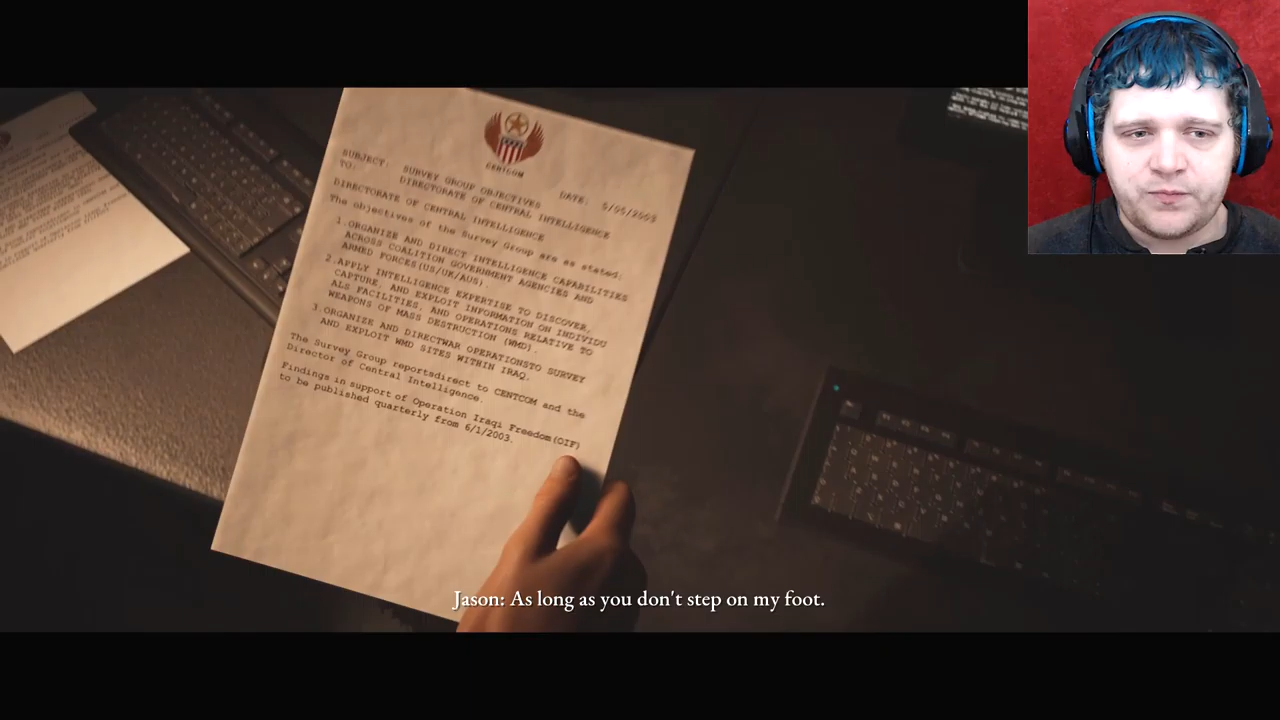 CENTCOM
SUBJECT: SURVEY GROUP OBJECTIVES DATE: 5/05/2003
TO: DIRECTORATE OF CENTRAL INTELLIGENCE
DIRECTORATE OF CENTRAL INTELLIGENCE
The objectives of the Survey Group are as stated:
1.ORGANIZE AND DIRECT INTELLIGENCE CAPABILITIES
ACROSS COALITION GOVERNMENT AGENCIES AND
ARMED FORCES(US/UK/AUS).
2.APPLY INTELLIGENCE EXPERTISE TO DISCOVER,
CAPTURE, AND EXPLOIT INFORMATION ON INDIVIDU
ALS FACILITIES, AND OPERATIONS RELATIVE TO
WEAPONS OF MASS DESTRUCTION (WMD).
3.ORGANIZE AND DIRECTWAR OPERATIONSTO SURVEY
AND EXPLOIT WMD SITES WITHIN IRAQ.
The Survey Group reportsdirect to CENTCOM and the
Director of Central Intelligence.
Findings in support of Operation Iraqi Freedom(OIF)
to be published quarterly from 6/1/2003.
Jason: As long as you don't step on my foot.